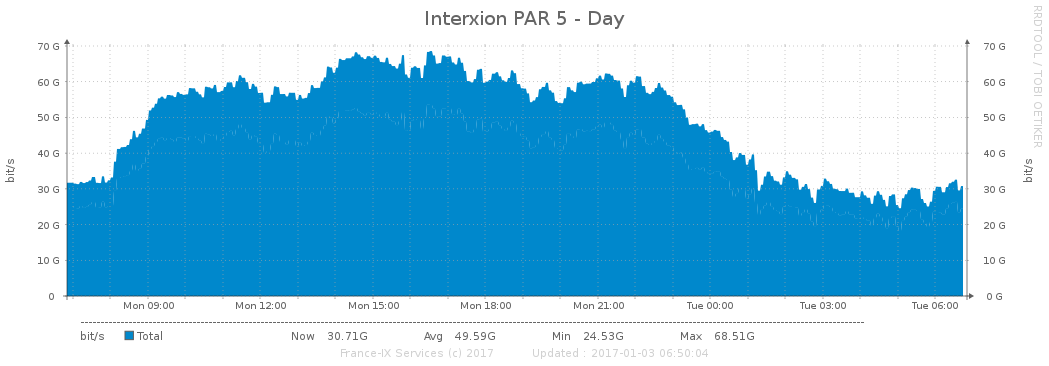 Interxion PAR 5 - Day
RRDTOOL / TOBI OETIKER
bit/s
70 G 70 G
60 G 60 G
50 G 50 G
40 G 40 G
30 G 30 G
20 G 20 G
10 G 10 G
0 0 G
bit/s
Mon 09:00 Mon 12:00 Mon 15:00 Mon 18:00 Mon 21:00 Tue 00:00 Tue 03:00 Tue 06:00
bit/s Total Now 30.71G Avg 49.59G Min 24.53G Max 68.51G
France-IX Services (c) 2017 Updated : 2017-01-03 06:50:04